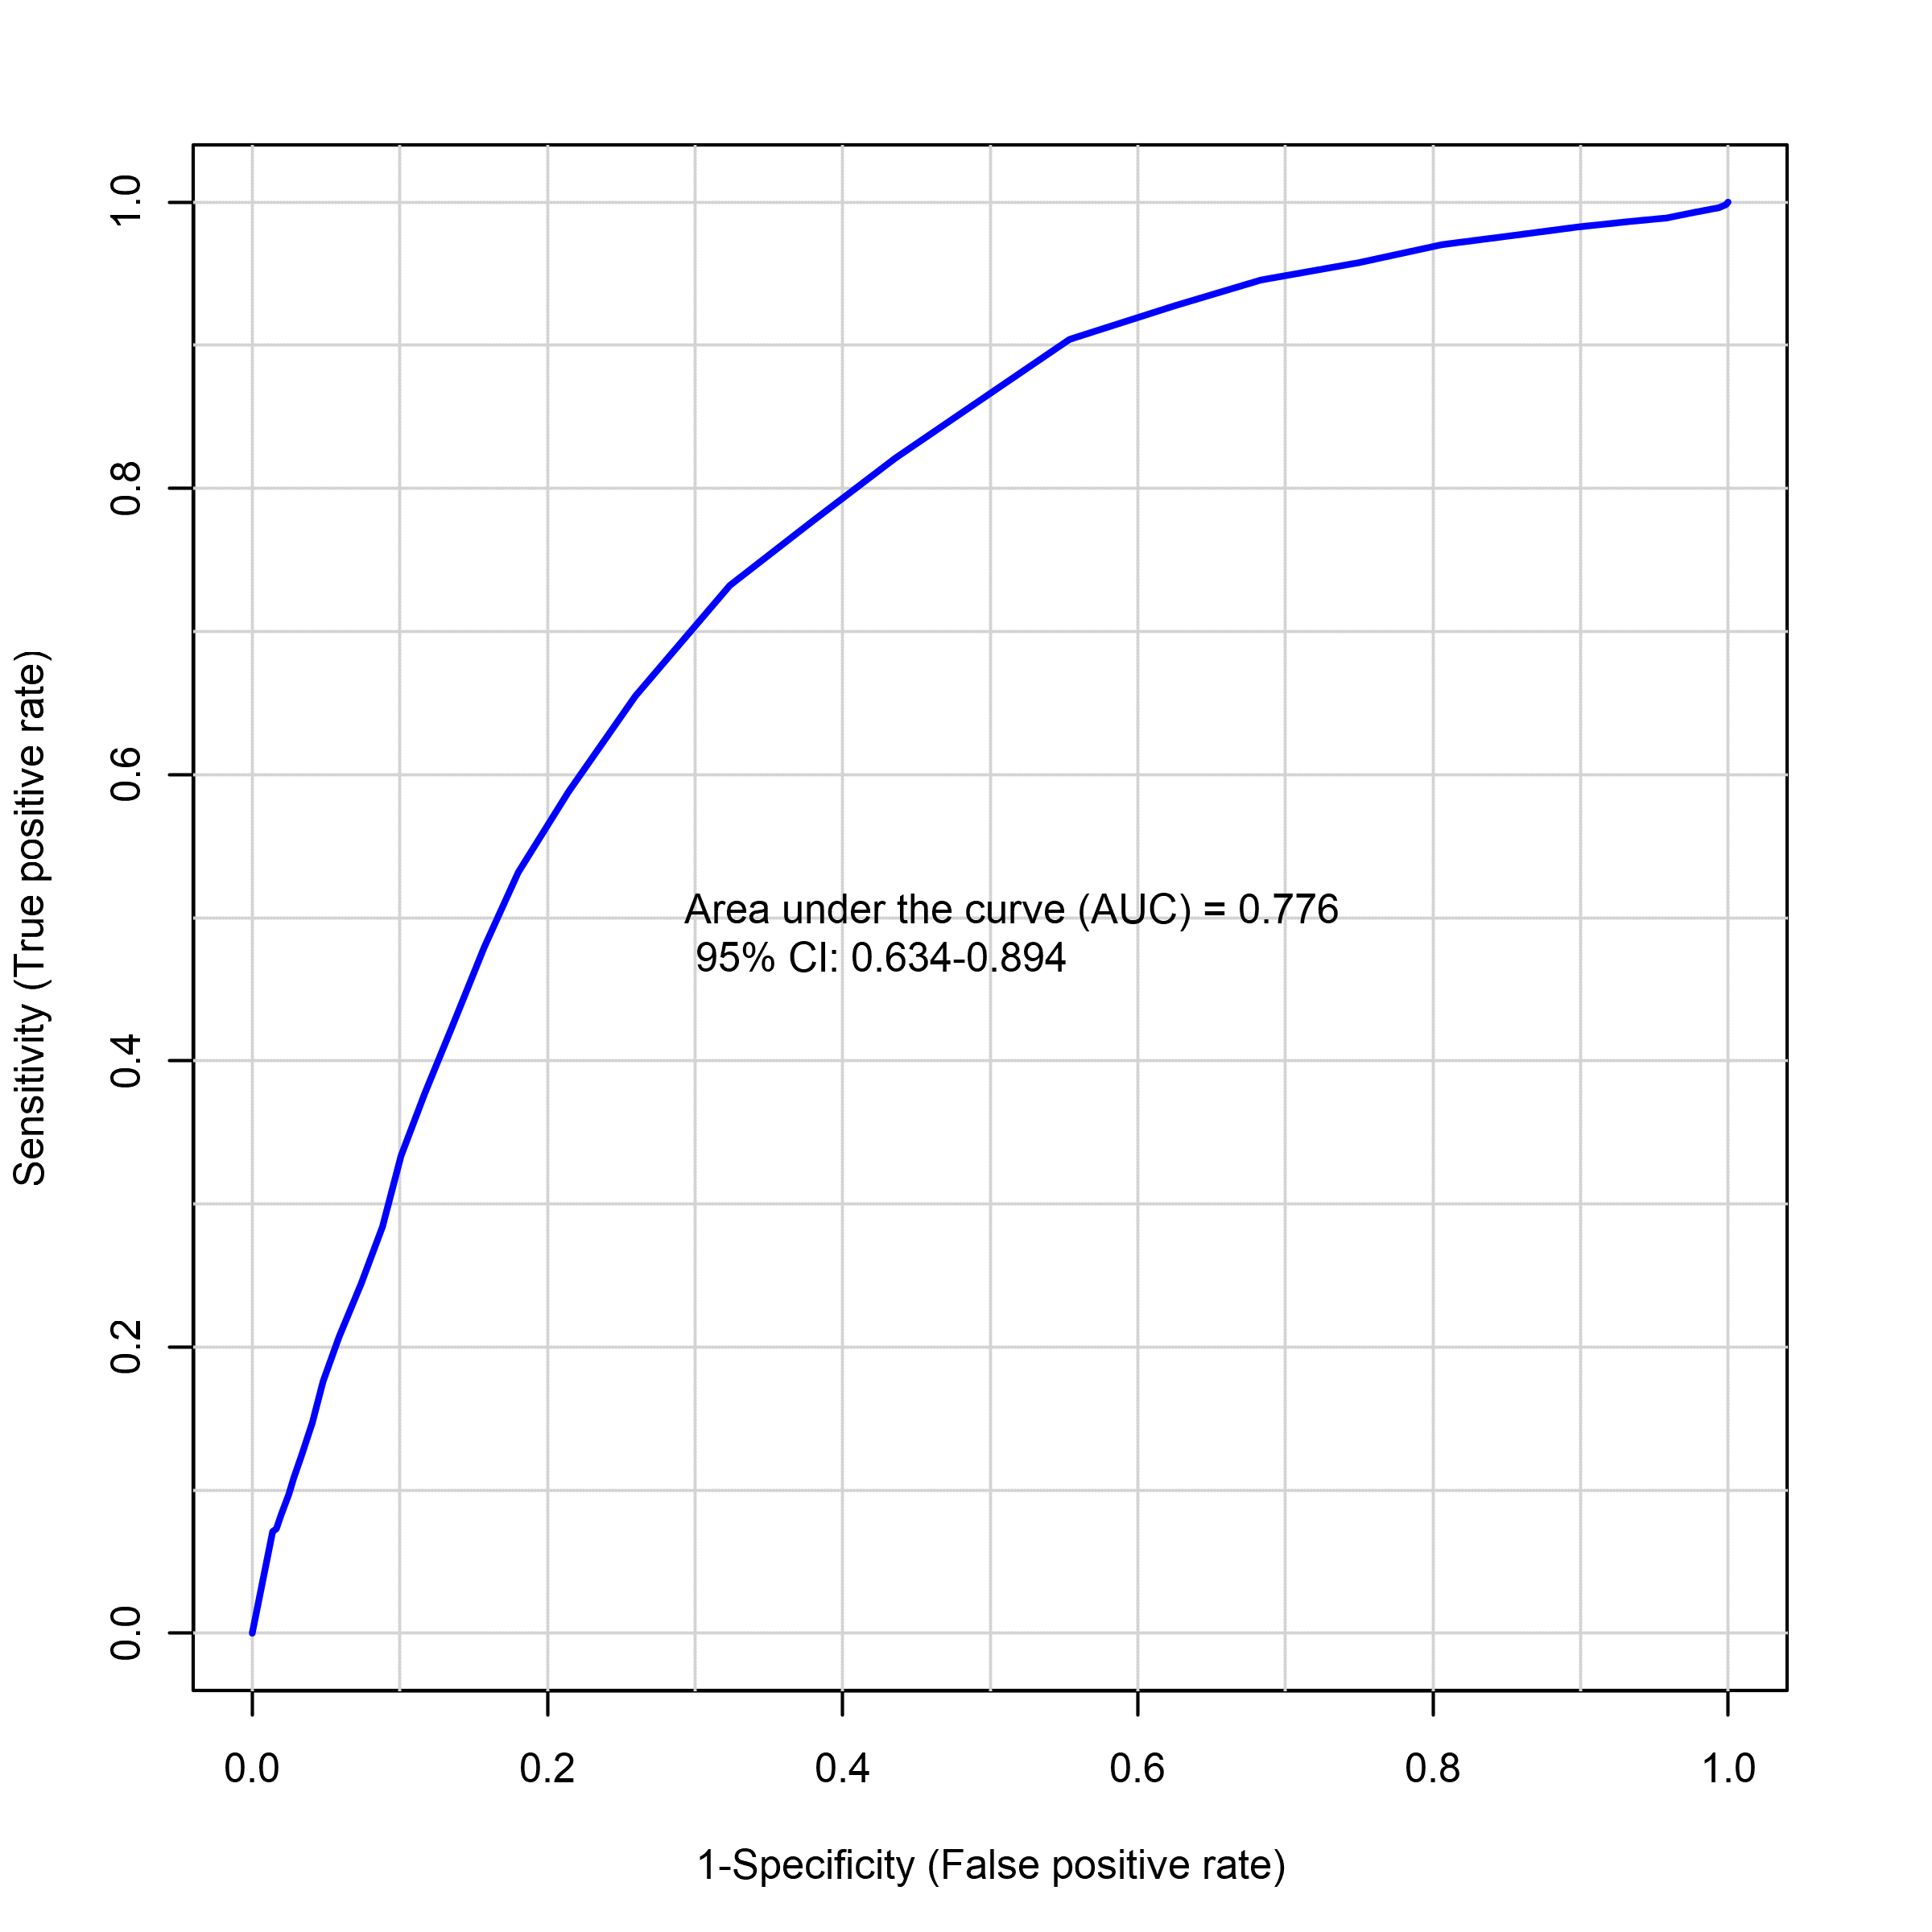 1.0
0.8
0.6
0.4
0.2
0.0
Sensitivity (True positive rate)
Area under the curve (AUC) = 0.776
95% CI: 0.634-0.894
0.0 0.2 0.4 0.6 0.8 1.0
1-Specificity (False positive rate)